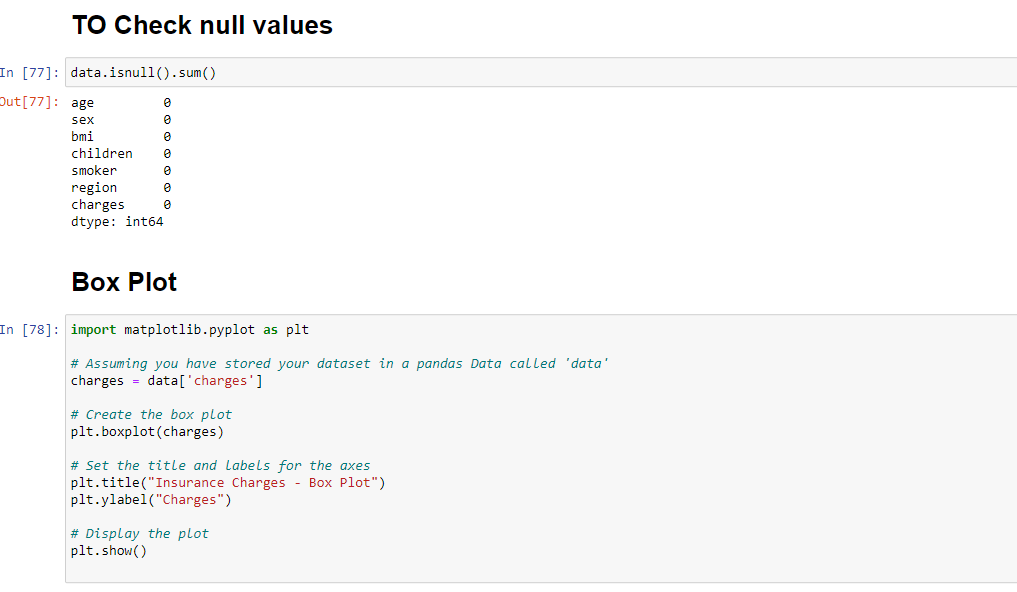 TO Check null values
In [77]: data.isnull().sum()
Out[77]: age 0
sex 0
bmi 0
children 0
smoker 0
region 0
charges 0
dtype: int64
Box Plot
In [78]: import matplotlib.pyplot as plt
# Assuming you have stored your dataset in a pandas Data called 'data'
charges = data['charges']
# Create the box plot
plt.boxplot(charges)
# Set the title and labels for the axes
plt.title("Insurance Charges - Box Plot")
plt.ylabel("Charges")
# Display the plot
plt.show()